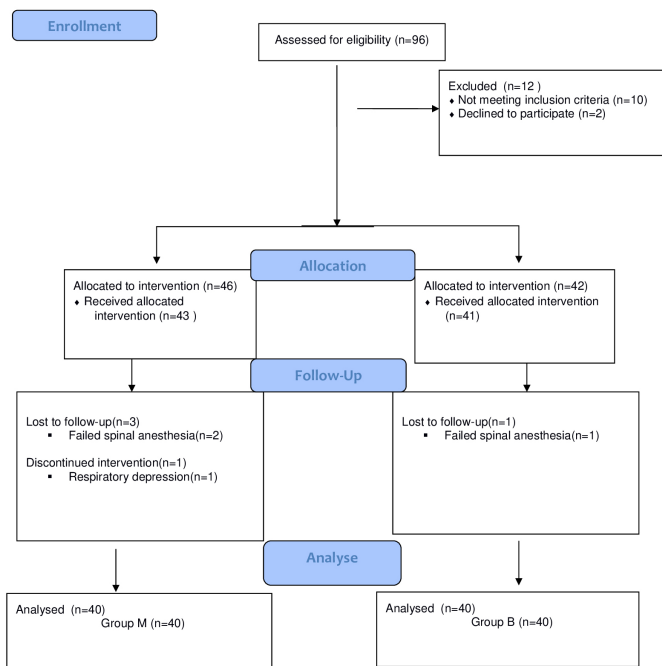 Enrollment
Assessed for eligibility (n=96)
Excluded (n=12 )
♦ Not meeting inclusion criteria (n=10)
♦ Declined to participate (n=2)
Allocation
Allocated to intervention (n=46)
♦ Received allocated
intervention (n=43 )
Allocated to intervention (n=42)
♦ Received allocated intervention
(n=41)
Follow-Up
Lost to follow-up(n=3)
▪ Failed spinal anesthesia(n=2)
Discontinued intervention(n=1)
▪ Respiratory depression(n=1)
Lost to follow-up(n=1)
▪ Failed spinal anesthesia(n=1)
Analyse
Analysed (n=40)
Group M (n=40)
Analysed (n=40)
Group B (n=40)